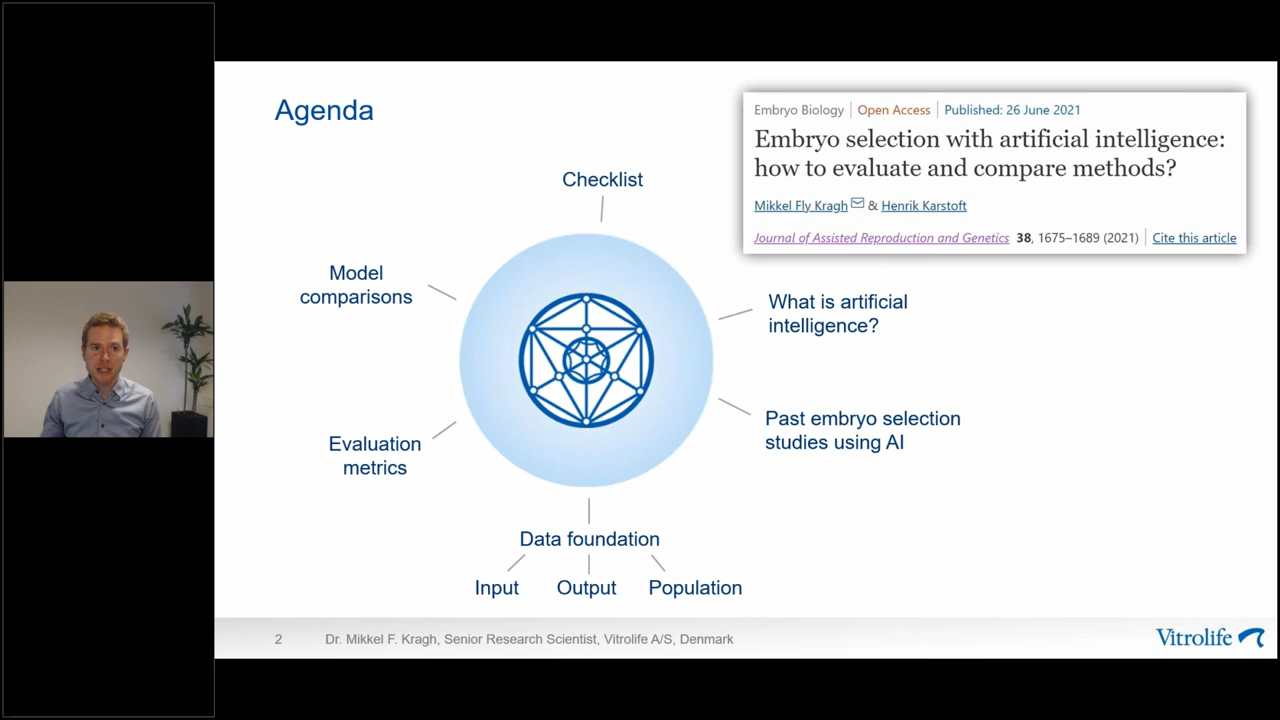 Agenda
Embryo Biology | Open Access | Published: 26 June 2021
Embryo selection with artificial intelligence:
how to evaluate and compare methods?
Mikkel Fly Kragh & Henrik Karstoft
Journal of Assisted Reproduction and Genetics 38, 1675–1689 (2021) | Cite this article
Checklist
What is artificial
intelligence?
Past embryo selection
studies using AI
Data foundation
Input Output Population
Evaluation
metrics
Model
comparisons
2 Dr. Mikkel F. Kragh, Senior Research Scientist, Vitrolife A/S, Denmark
Vitrolife